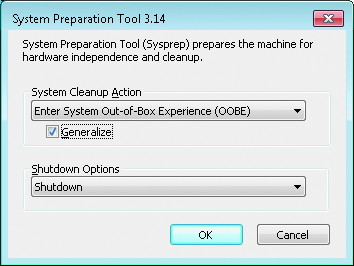 System Preparation Tool 3.14
System Preparation Tool (Sysprep) prepares the machine for
hardware independence and cleanup.
System Cleanup Action
Enter System Out-of-Box Experience (OOBE)
Generalize
Shutdown Options
Shutdown
OK
Cancel